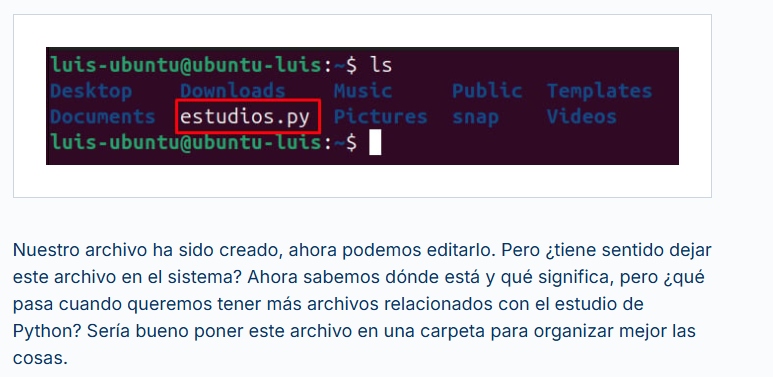 luis-ubuntu@ubuntu-luis:~$ ls
Desktop Downloads Music Public Templates
Documents estudios.py Pictures snap Videos
luis-ubuntu@ubuntu-luis:~$
Nuestro archivo ha sido creado, ahora podemos editarlo. Pero ¿tiene sentido dejar
este archivo en el sistema? Ahora sabemos dónde está y qué significa, pero ¿qué
pasa cuando queremos tener más archivos relacionados con el estudio de
Python? Sería bueno poner este archivo en una carpeta para organizar mejor las
cosas.